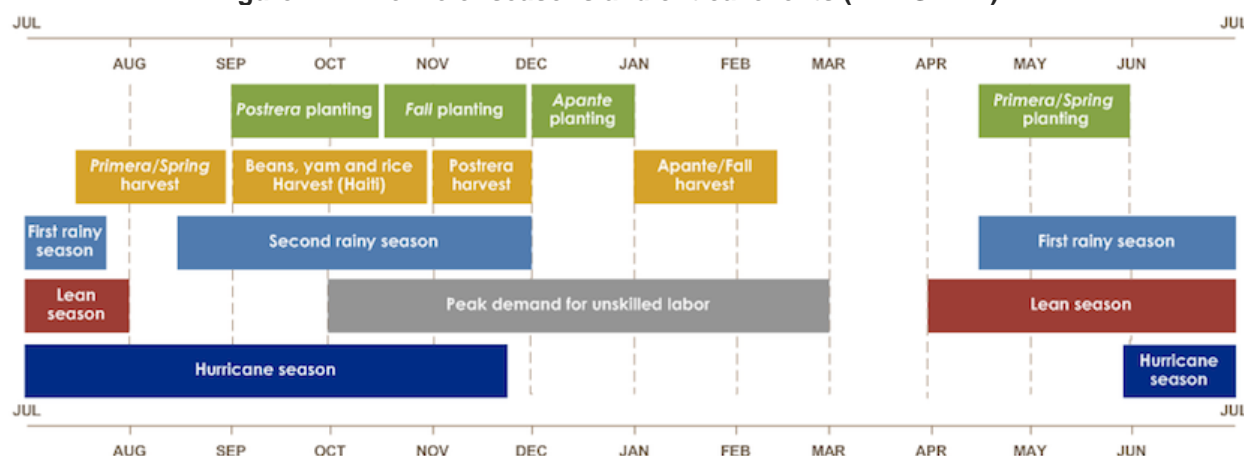 JUL JUL
AUG SEP OCT NOV DEC JAN FEB MAR APR MAY JUN
Postrera planting
Fall planting
Apante
planting
Primera/Spring
planting
Primera/Spring
harvest
Beans, yam and rice
Harvest (Haiti)
Postrera
harvest
Apante/Fall
harvest
First rainy
season
Second rainy season
First rainy season
Lean
season
Peak demand for unskilled labor
Lean season
Hurricane season
Hurricane
season
JUL JUL
AUG SEP OCT NOV DEC JAN FEB MAR APR MAY JUN